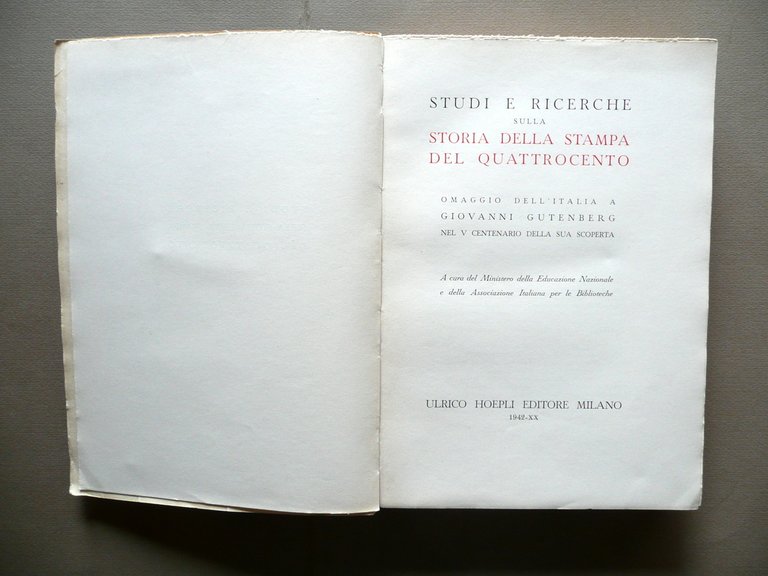 STUDI E RICERCHE
SULLA
STORIA DELLA STAMPA
DEL QUATTROCENTO
OMAGGIO DELL'ITALIA A
GIOVANNI GUTENBERG
NEL V CENTENARIO DELLA SUA SCOPERTA
A cura del Ministero della Educazione Nazionale
e della Associazione Italiana per le Biblioteche
ULRICO HOEPLI EDITORE MILANO
1942-XX